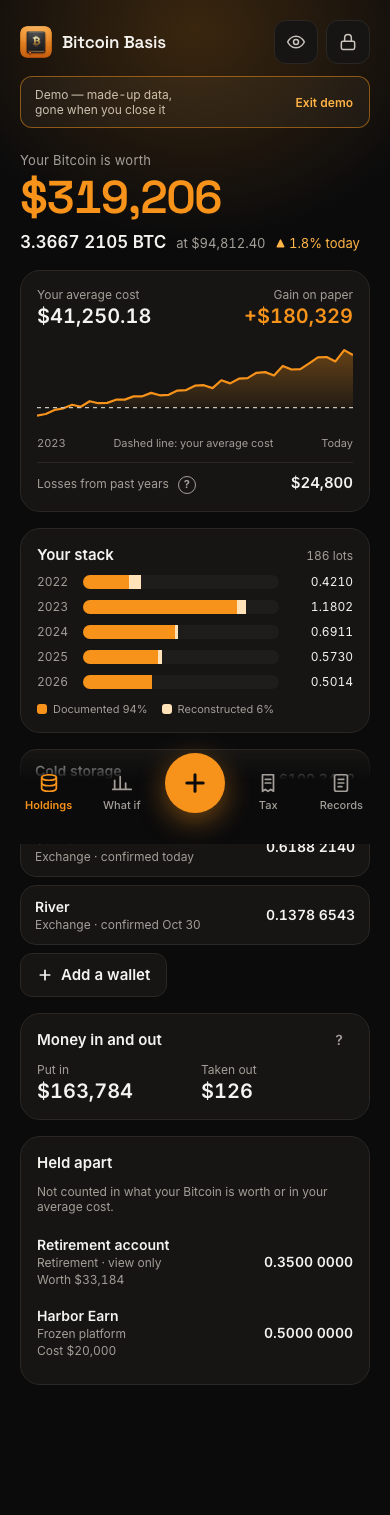 Bitcoin Basis
Demo — made-up data,
gone when you close it
Exit demo
Your Bitcoin is worth
$319,206
3.3667 2105 BTC at $94,812.40 ▲ 1.8% today
Your average cost
Gain on paper
$41,250.18
+$180,329
2023
Dashed line: your average cost
Today
Losses from past years ?
$24,800
Your stack
186 lots
2022 0.4210
2023 1.1802
2024 0.6911
2025 0.5730
2026 0.5014
Documented 94% Reconstructed 6%
Cold storage
Holdings
What if
+
Tax
Records
Exchange · confirmed today
0.6188 2140
River
Exchange · confirmed Oct 30
0.1378 6543
+ Add a wallet
Money in and out
?
Put in
Taken out
$163,784
$126
Held apart
Not counted in what your Bitcoin is worth or in your
average cost.
Retirement account
Retirement · view only
Worth $33,184
0.3500 0000
Harbor Earn
Frozen platform
Cost $20,000
0.5000 0000